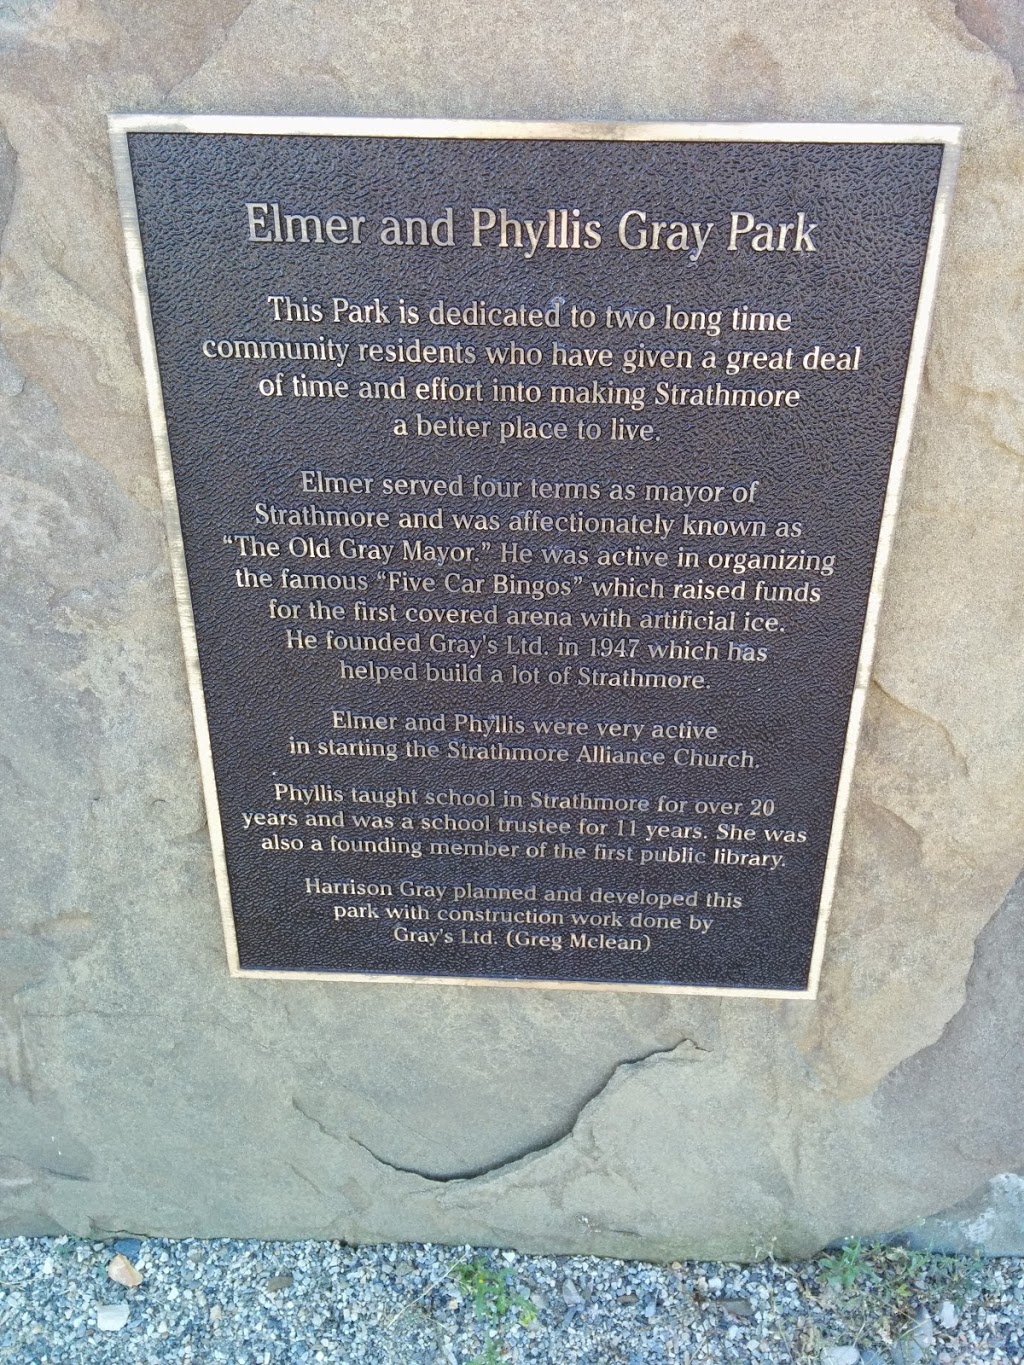 Elmer and Phyllis Gray Park
This Park is dedicated to two long time
community residents who have given a great deal
of time and effort into making Strathmore
a better place to live.
Elmer served four terms as mayor of
Strathmore and was affectionately known as
“The Old Gray Mayor.” He was active in organizing
the famous “Five Car Bingos” which raised funds
for the first covered arena with artificial ice.
He founded Gray's Ltd. in 1947 which has
helped build a lot of Strathmore.
Elmer and Phyllis were very active
in starting the Strathmore Alliance Church.
Phyllis taught school in Strathmore for over 20
years and was a school trustee for 11 years. She was
also a founding member of the first public library.
Harrison Gray planned and developed this
park with construction work done by
Gray's Ltd. (Greg Mclean)